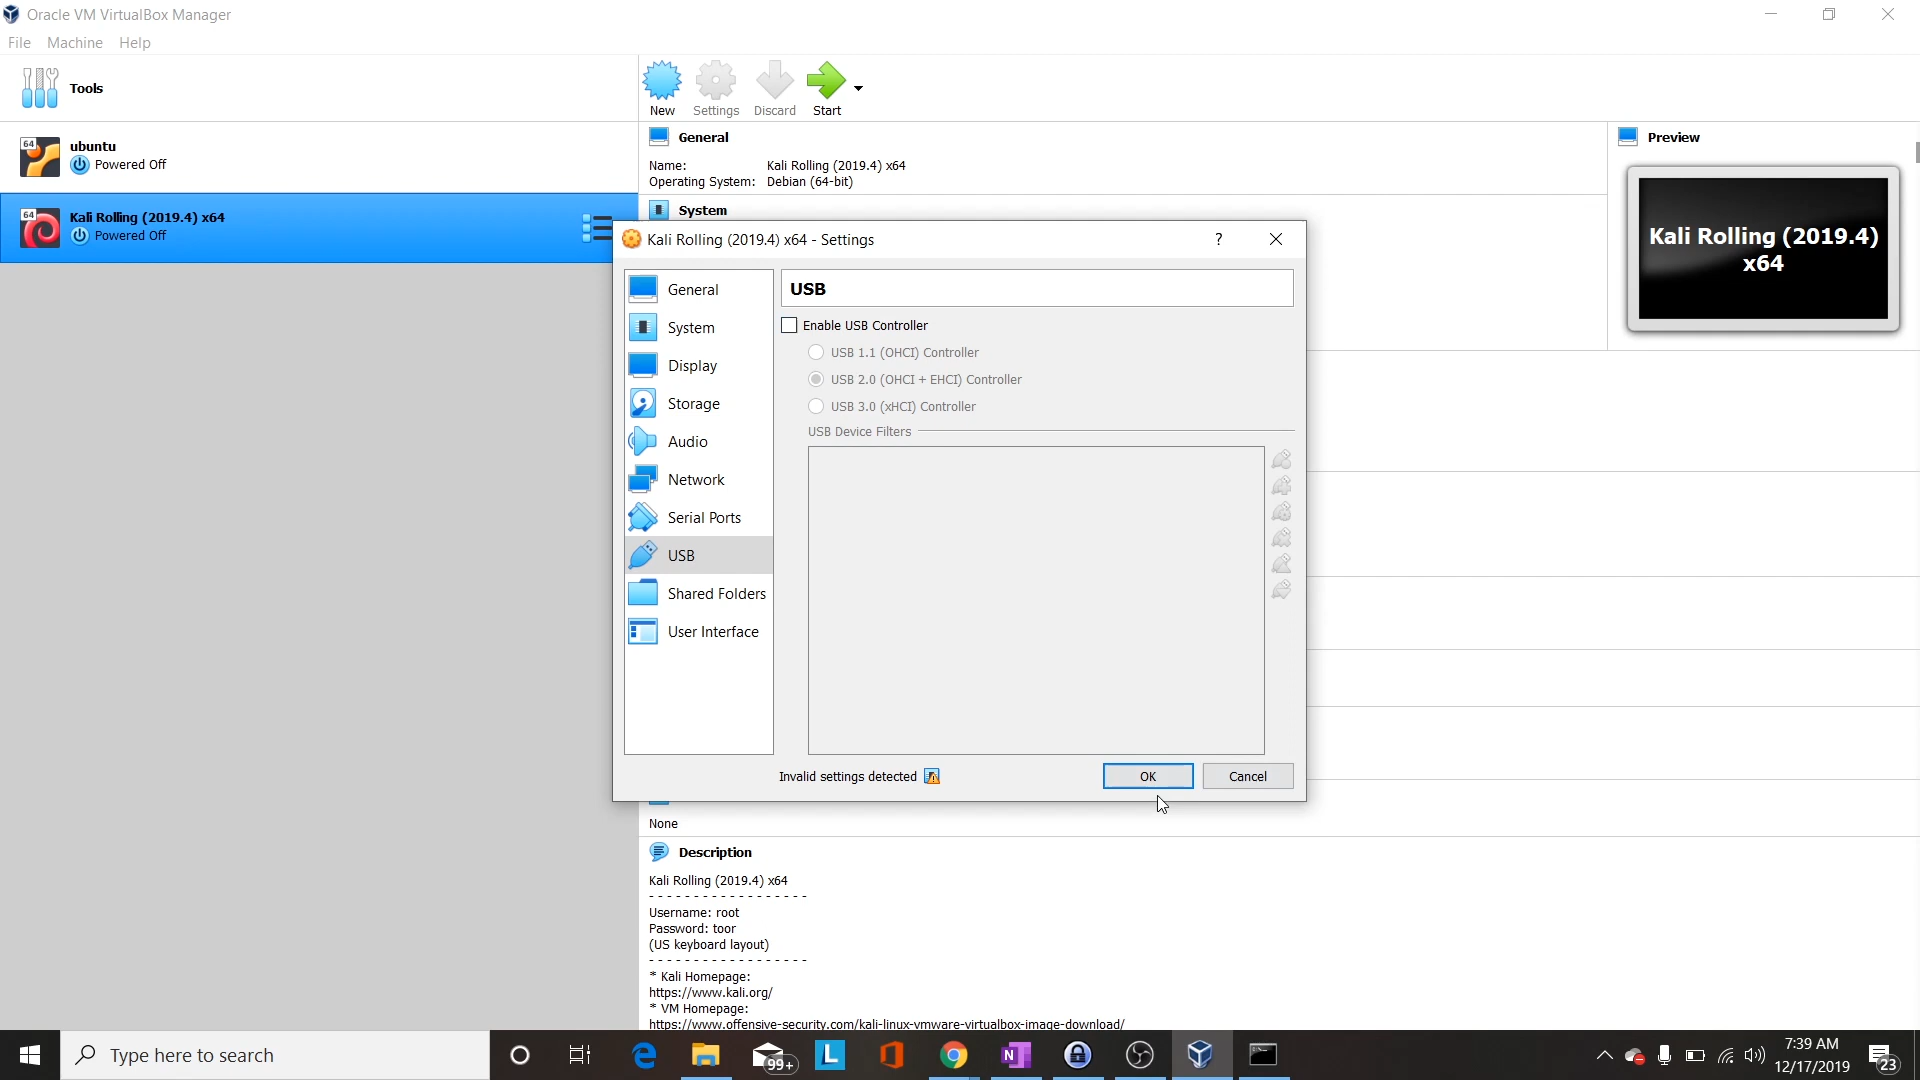 Oracle VM VirtualBox Manager
File Machine Help
Tools
New Settings Discard Start
64
ubuntu
Powered Off
64
Kali Rolling (2019.4) x64
Powered Off
General
Name: Kali Rolling (2019.4) x64
Operating System: Debian (64-bit)
System
Preview
Kali Rolling (2019.4)
x64
Kali Rolling (2019.4) x64 - Settings
?
General
System
Display
Storage
Audio
Network
Serial Ports
USB
Shared Folders
User Interface
USB
Enable USB Controller
USB 1.1 (OHCI) Controller
USB 2.0 (OHCI + EHCI) Controller
USB 3.0 (xHCI) Controller
USB Device Filters
Invalid settings detected
OK Cancel
None
Description
Kali Rolling (2019.4) x64
- - - - - - - - - - - - - - - - - - -
Username: root
Password: toor
(US keyboard layout)
- - - - - - - - - - - - - - - - - - -
* Kali Homepage:
https://www.kali.org/
* VM Homepage:
https://www.offensive-security.com/kali-linux-vmware-virtualbox-image-download/
Type here to search
99+
L
N
7:39 AM
12/17/2019
23